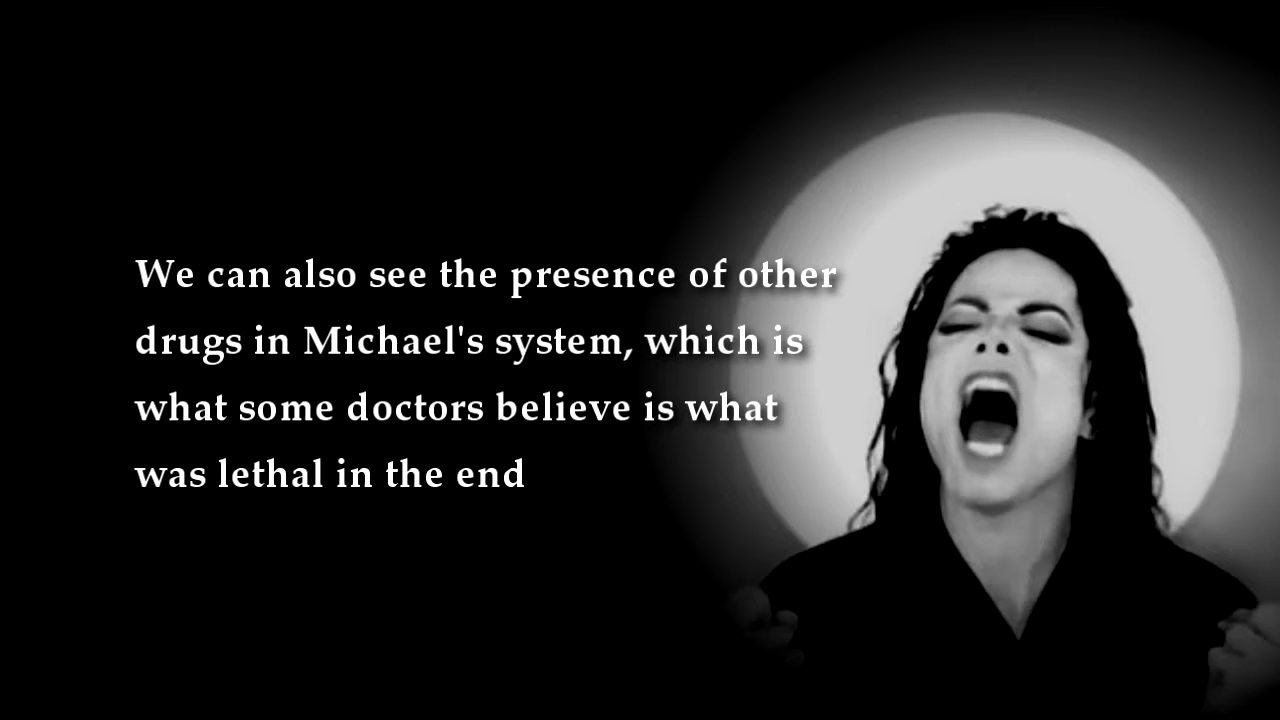 We can also see the presence of other
drugs in Michael's system, which is
what some doctors believe is what
was lethal in the end